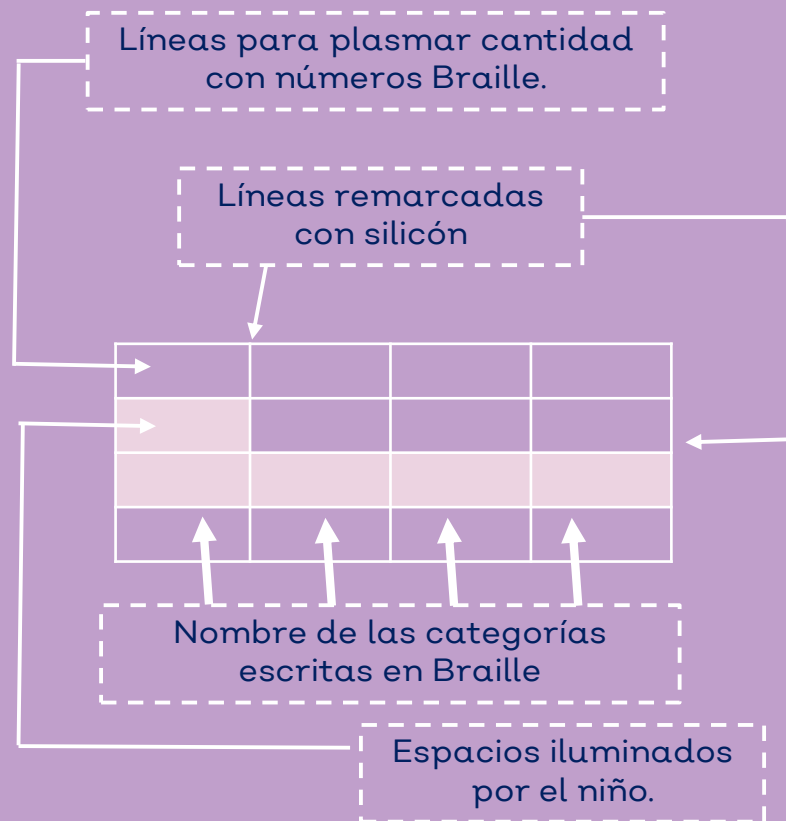 Líneas para plasmar cantidad
con números Braille.
Líneas remarcadas
con silicón
Nombre de las categorías
escritas en Braille
Espacios iluminados
por el niño.